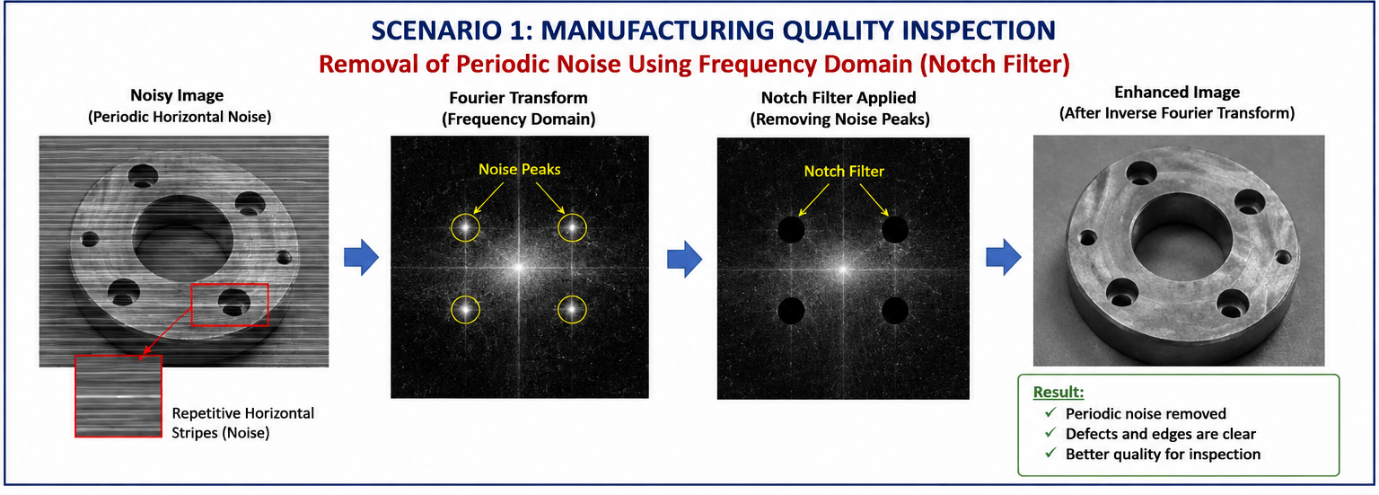 SCENARIO 1: MANUFACTURING QUALITY INSPECTION
Removal of Periodic Noise Using Frequency Domain (Notch Filter)
Noisy Image
(Periodic Horizontal Noise)
Fourier Transform
(Frequency Domain)
Notch Filter Applied
(Removing Noise Peaks)
Enhanced Image
(After Inverse Fourier Transform)
Noise Peaks
Notch Filter
Repetitive Horizontal
Stripes (Noise)
Result:
✓ Periodic noise removed
✓ Defects and edges are clear
✓ Better quality for inspection